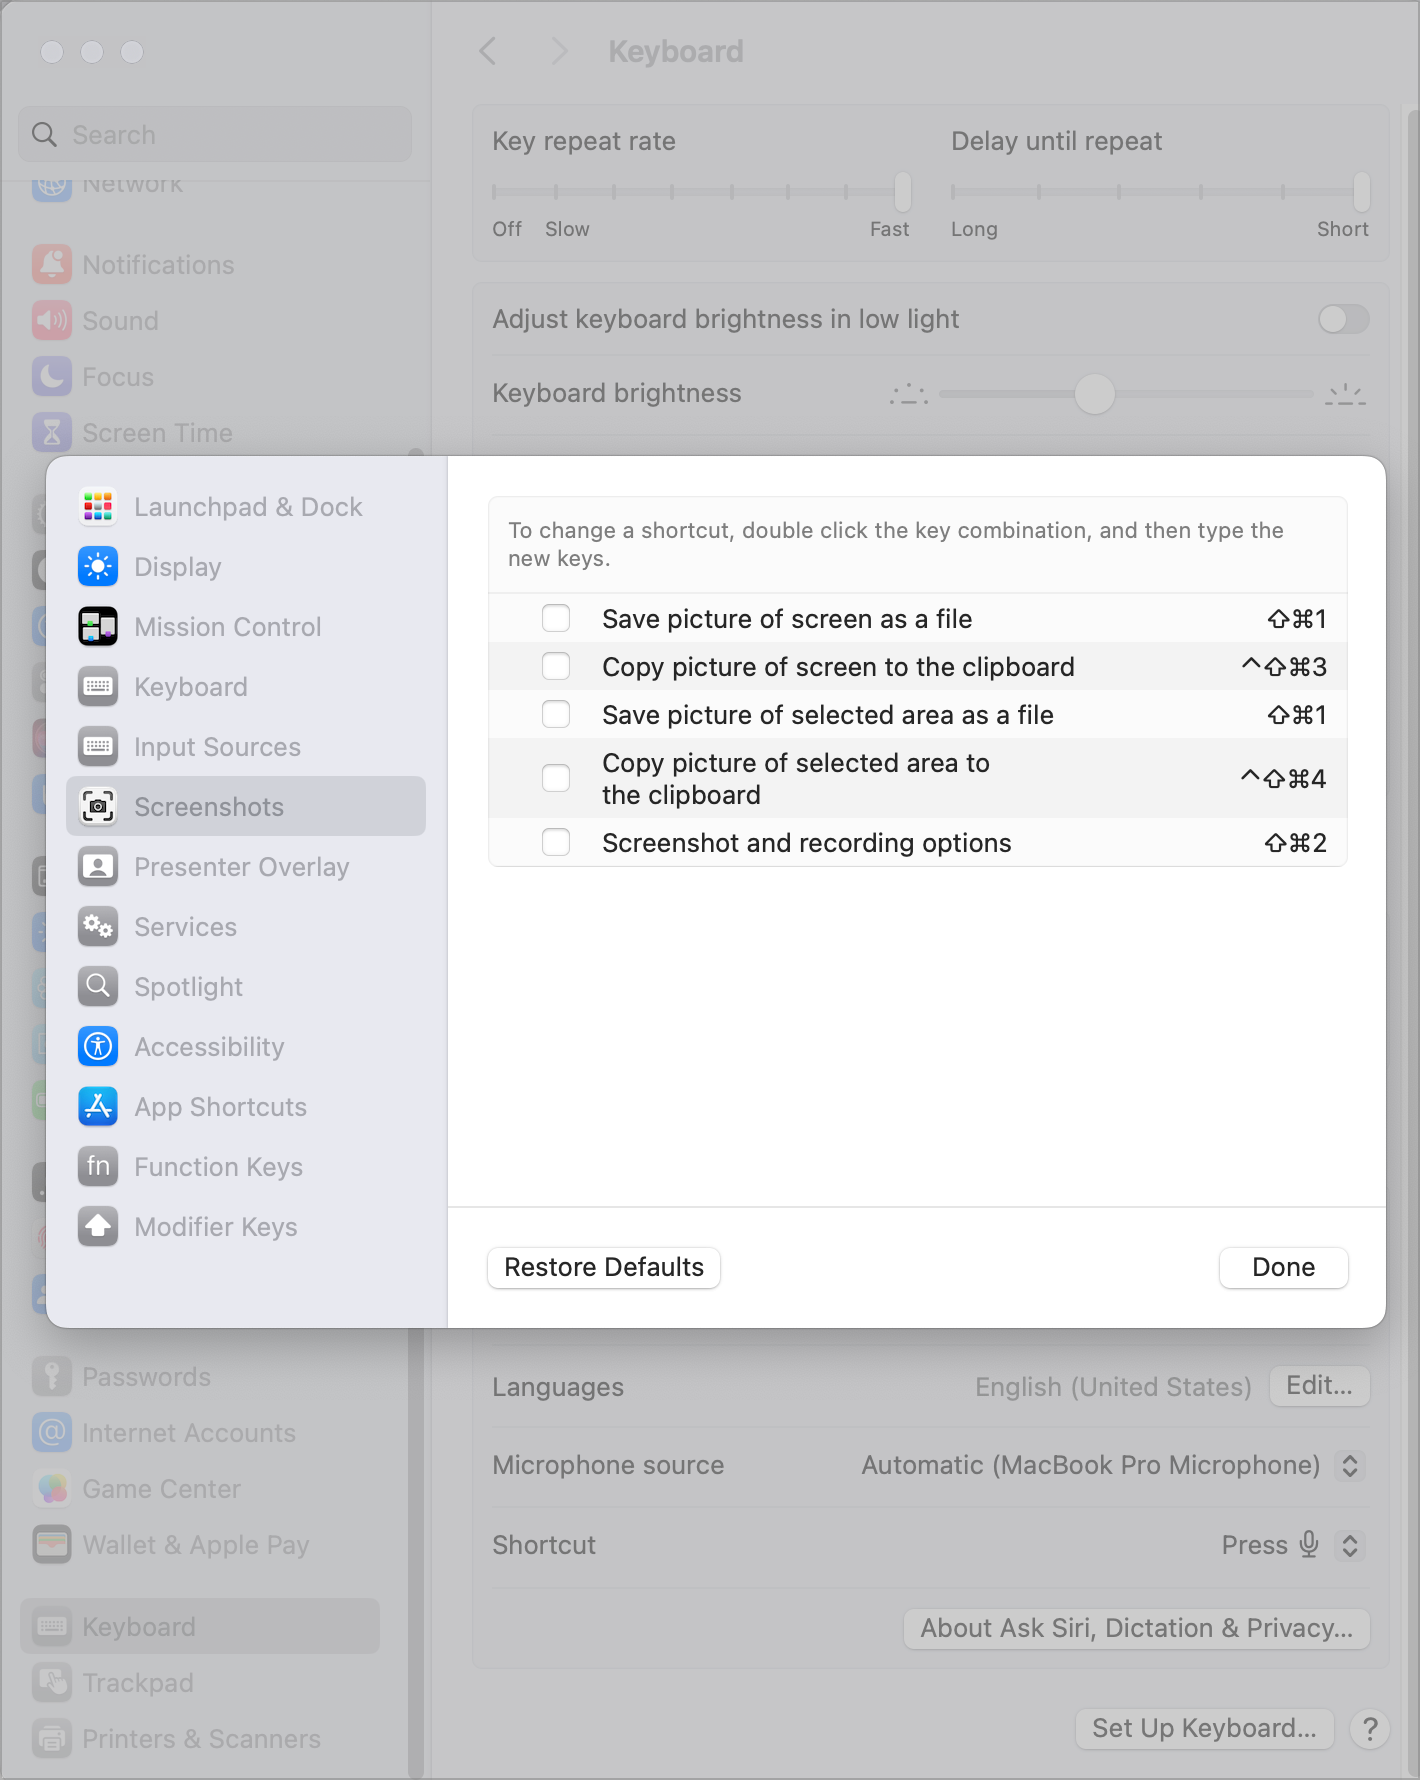 Keyboard
Search
Network
Notifications
Sound
Focus
Screen Time
Key repeat rate
Delay until repeat
Off Slow Fast
Long Short
Adjust keyboard brightness in low light
Keyboard brightness
Launchpad & Dock
Display
Mission Control
Keyboard
Input Sources
Screenshots
Presenter Overlay
Services
Spotlight
Accessibility
App Shortcuts
fn Function Keys
Modifier Keys
To change a shortcut, double click the key combination, and then type the
new keys.
Save picture of screen as a file ⇧⌘1
Copy picture of screen to the clipboard ^⇧⌘3
Save picture of selected area as a file ⇧⌘1
Copy picture of selected area to
the clipboard ^⇧⌘4
Screenshot and recording options ⇧⌘2
Restore Defaults
Done
Passwords
Internet Accounts
Game Center
Wallet & Apple Pay
Keyboard
Trackpad
Printers & Scanners
Languages English (United States) Edit...
Microphone source Automatic (MacBook Pro Microphone)
Shortcut Press
About Ask Siri, Dictation & Privacy...
Set Up Keyboard... ?